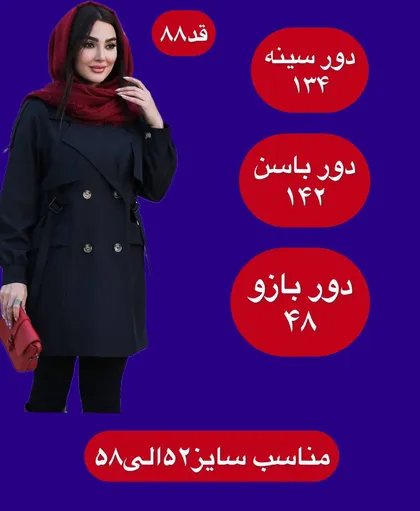 قد۸۸
دور سینه
۱۳۴
دور باسن
۱۴۲
دور بازو
۴۸
مناسب سایز۵۲الی۵۸